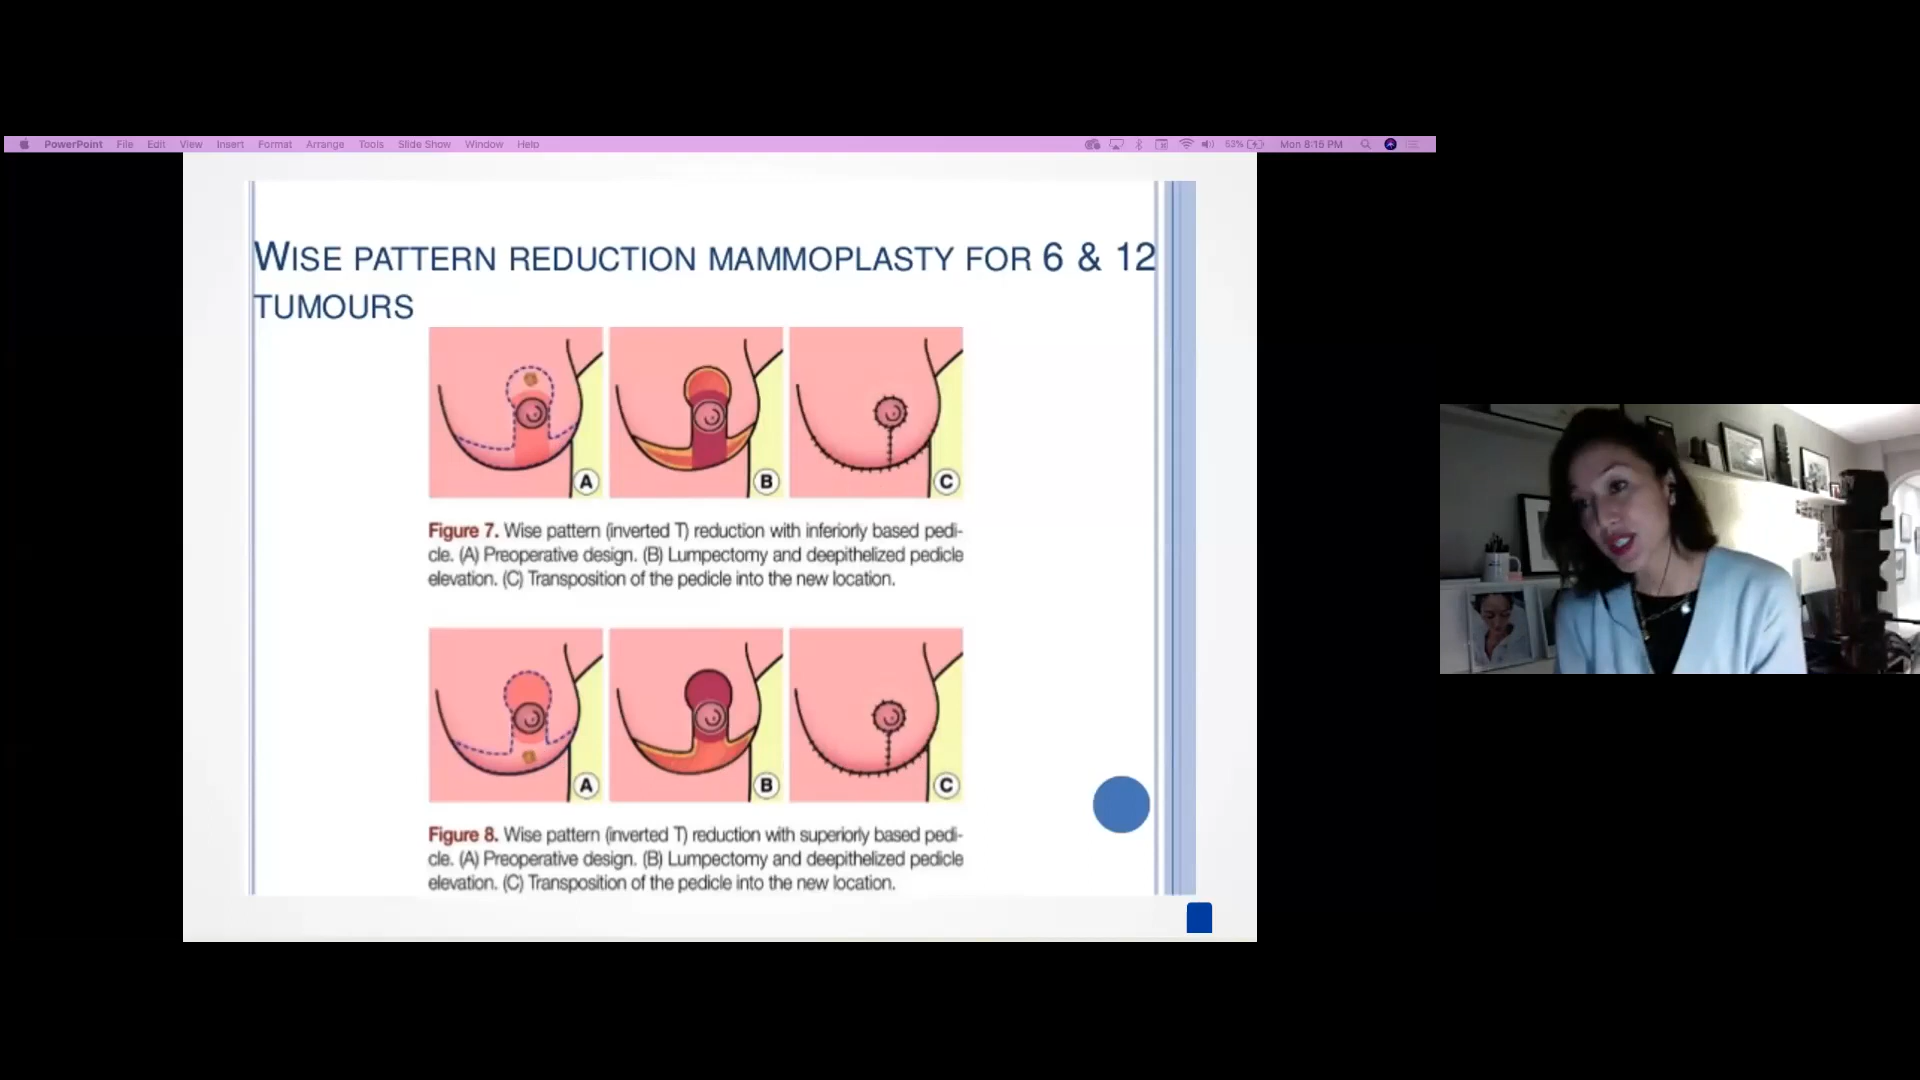 PowerPoint File Edit View Insert Format Arrange Tools Slide Show Window Help 53% Mon 8:15 PM
WISE PATTERN REDUCTION MAMMOPLASTY FOR 6 & 12
TUMOURS
A B C
Figure 7. Wise pattern (inverted T) reduction with inferiorly based pedi-
cle. (A) Preoperative design. (B) Lumpectomy and deepithelized pedicle
elevation. (C) Transposition of the pedicle into the new location.
A B C
Figure 8. Wise pattern (inverted T) reduction with superiorly based pedi-
cle. (A) Preoperative design. (B) Lumpectomy and deepithelized pedicle
elevation. (C) Transposition of the pedicle into the new location.